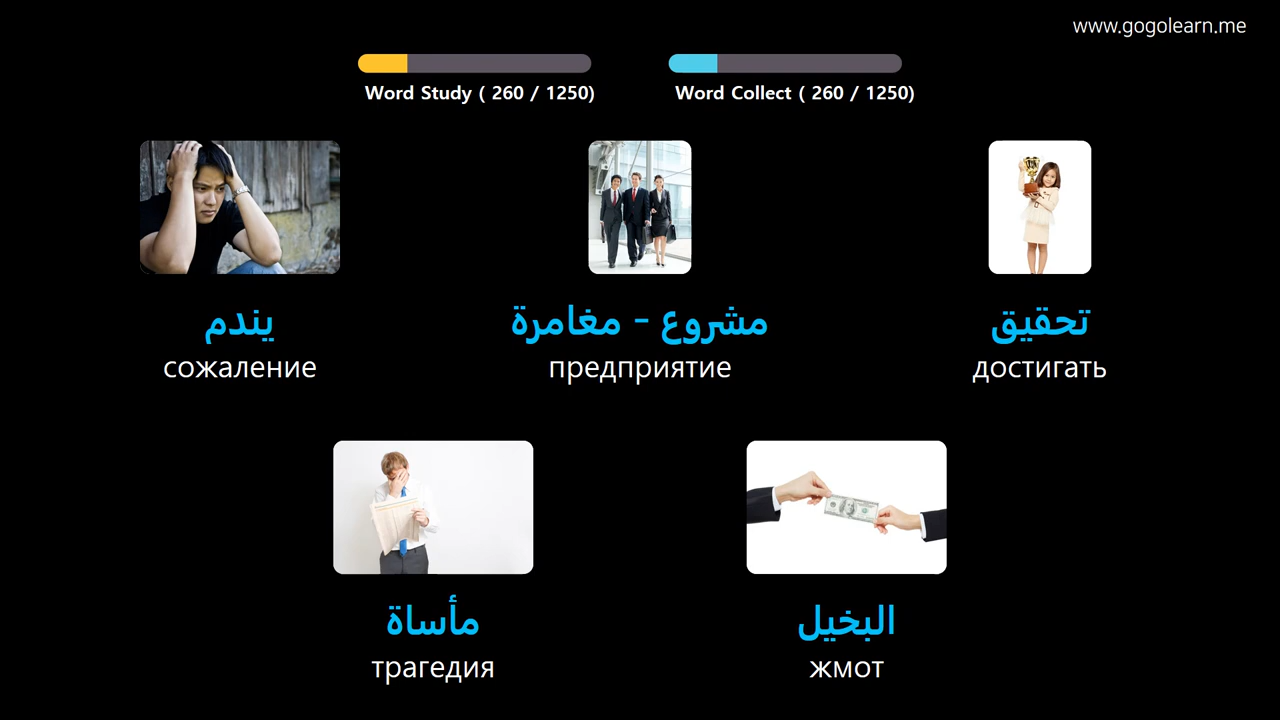 www.gogolearn.me
Word Study ( 260 / 1250)
Word Collect ( 260 / 1250)
يندم
сожаление
مشروع - مغامرة
предприятие
تحقيق
достигать
مأساة
трагедия
البخيل
жмот